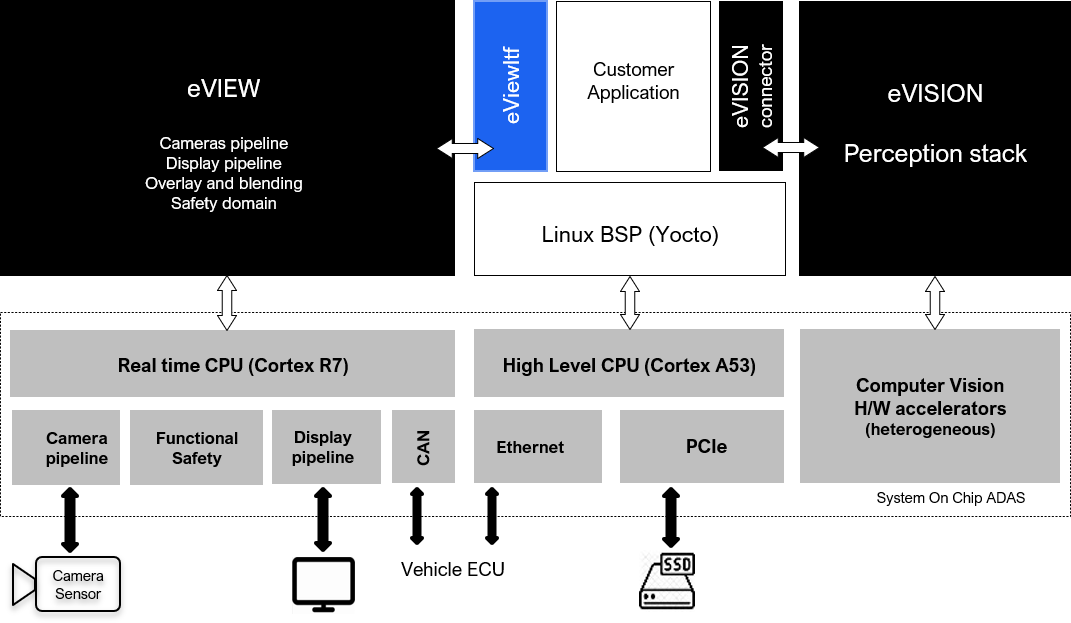 eVIEW
Cameras pipeline
Display pipeline
Overlay and blending
Safety domain
eViewItf
Customer
Application
eVISION
connector
eVISION
Perception stack
Linux BSP (Yocto)
Real time CPU (Cortex R7)
High Level CPU (Cortex A53)
Computer Vision
H/W accelerators
(heterogeneous)
Camera
pipeline
Functional
Safety
Display
pipeline
CAN
Ethernet
PCIe
System On Chip ADAS
Camera
Sensor
Vehicle ECU
SSD